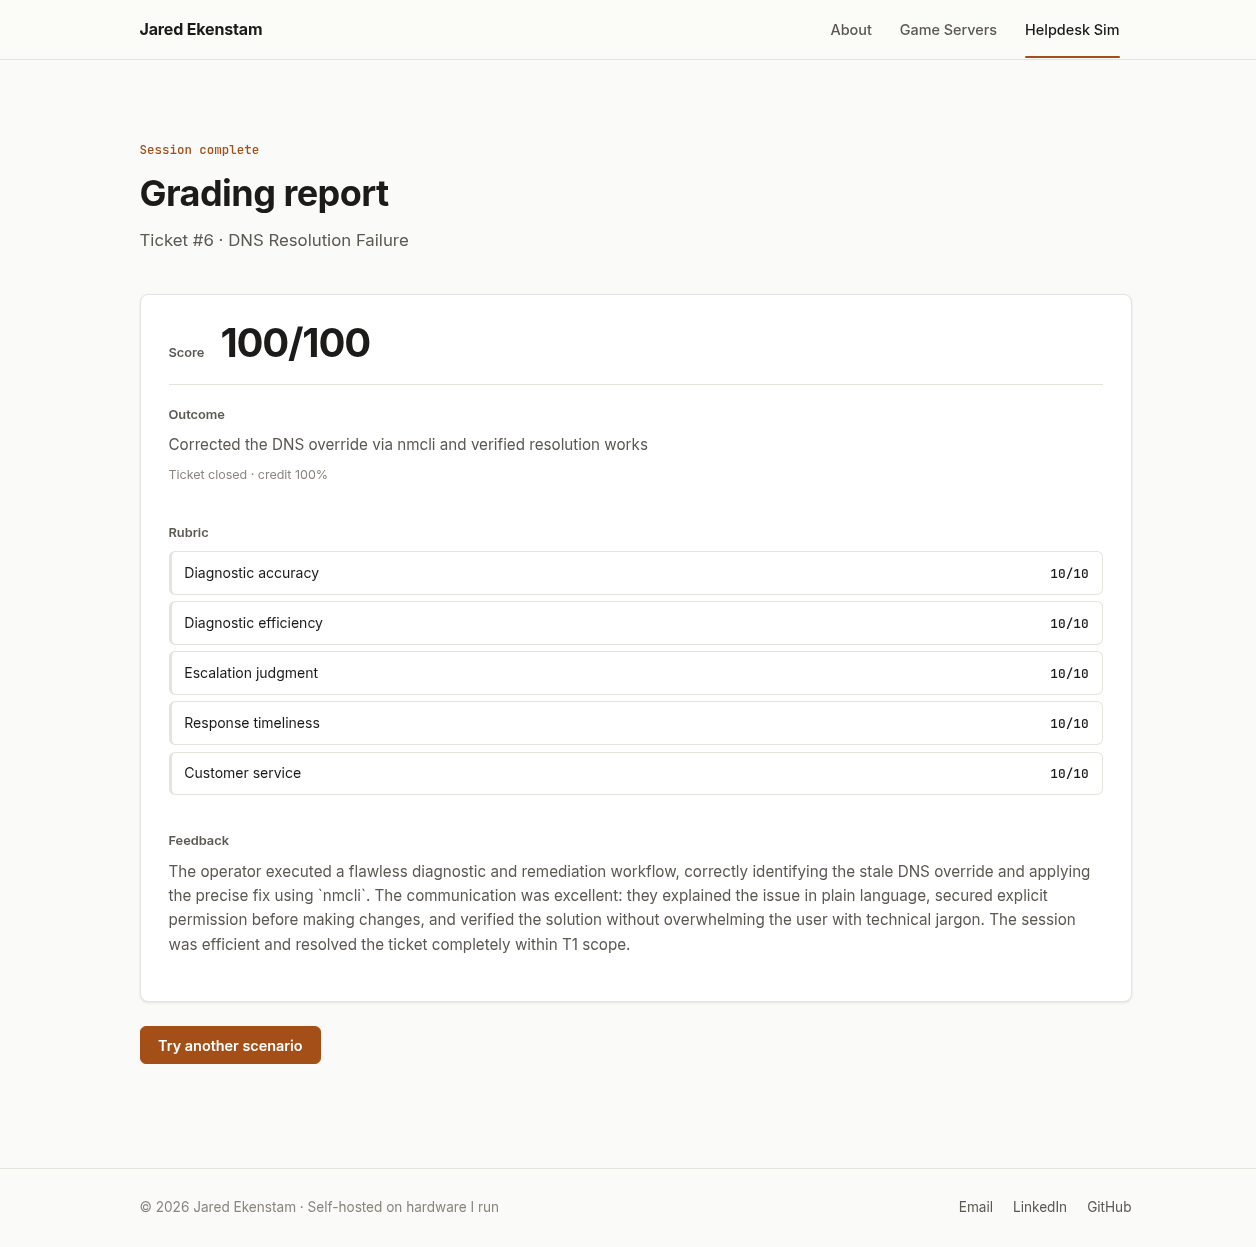 Jared Ekenstam
About
Game Servers
Helpdesk Sim
Session complete
Grading report
Ticket #6 · DNS Resolution Failure
Score 100/100
Outcome
Corrected the DNS override via nmcli and verified resolution works
Ticket closed · credit 100%
Rubric
Diagnostic accuracy 10/10
Diagnostic efficiency 10/10
Escalation judgment 10/10
Response timeliness 10/10
Customer service 10/10
Feedback
The operator executed a flawless diagnostic and remediation workflow, correctly identifying the stale DNS override and applying
the precise fix using `nmcli`. The communication was excellent: they explained the issue in plain language, secured explicit
permission before making changes, and verified the solution without overwhelming the user with technical jargon. The session
was efficient and resolved the ticket completely within T1 scope.
Try another scenario
© 2026 Jared Ekenstam · Self-hosted on hardware I run
Email
LinkedIn
GitHub